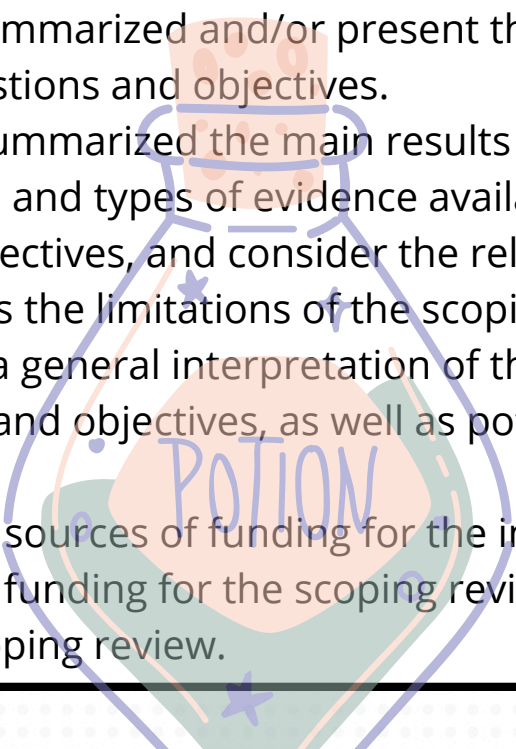 mmarized and/or present th
stions and objectives.
ummarized the main results
and types of evidence avail
ectives, and consider the rel
s the limitations of the scopi
a general interpretation of th
and objectives, as well as po
POTION
sources of funding for the i
funding for the scoping revi
ping review.